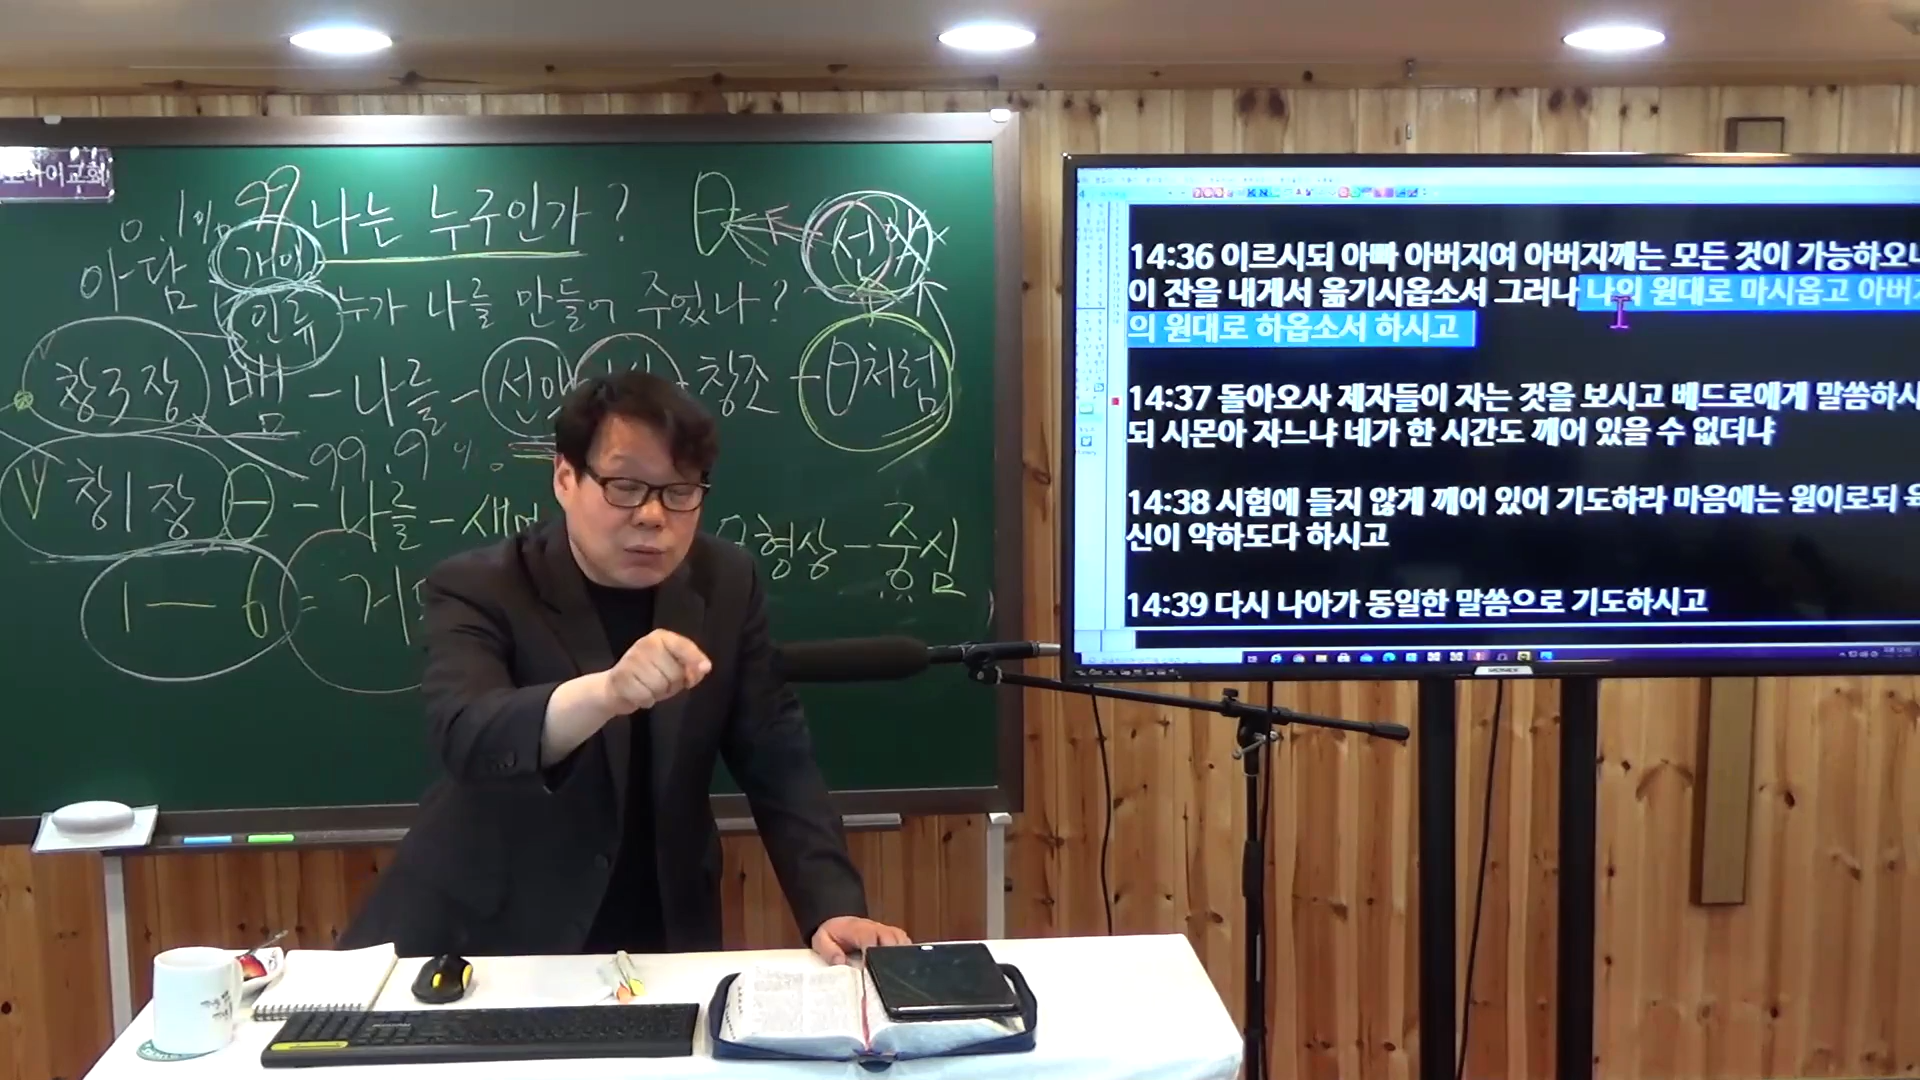 0.1% 99 나는 누구인가? θ 선악
아담 개인
인류 누가 나를 만들어 주었나?
창3장 뱀 - 나를 - 선악 창조 - θ처럼
99.9%
V 창1장 θ - 나를 - 새 형상 - 중심
1 — 6 =
14:36 이르시되 아빠 아버지여 아버지께는 모든 것이 가능하오니
이 잔을 내게서 옮기시옵소서 그러나 나의 원대로 마시옵고 아버지
의 원대로 하옵소서 하시고
14:37 돌아오사 제자들이 자는 것을 보시고 베드로에게 말씀하시
되 시몬아 자느냐 네가 한 시간도 깨어 있을 수 없더냐
14:38 시험에 들지 않게 깨어 있어 기도하라 마음에는 원이로되 육
신이 약하도다 하시고
14:39 다시 나아가 동일한 말씀으로 기도하시고